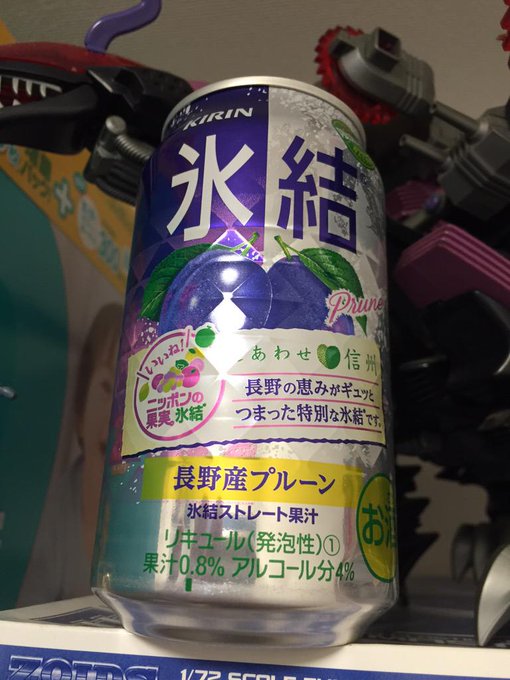 KIRIN
氷結
Prune
いいね!
ニッポンの
果実。氷結
しあわせ信州
長野の恵みがギュッと
つまった特別な氷結です。
長野産プルーン
氷結ストレート果汁
リキュール(発泡性)①
果汁0.8% アルコール分4%
お酒
ZOIDS 1/72 SCALE